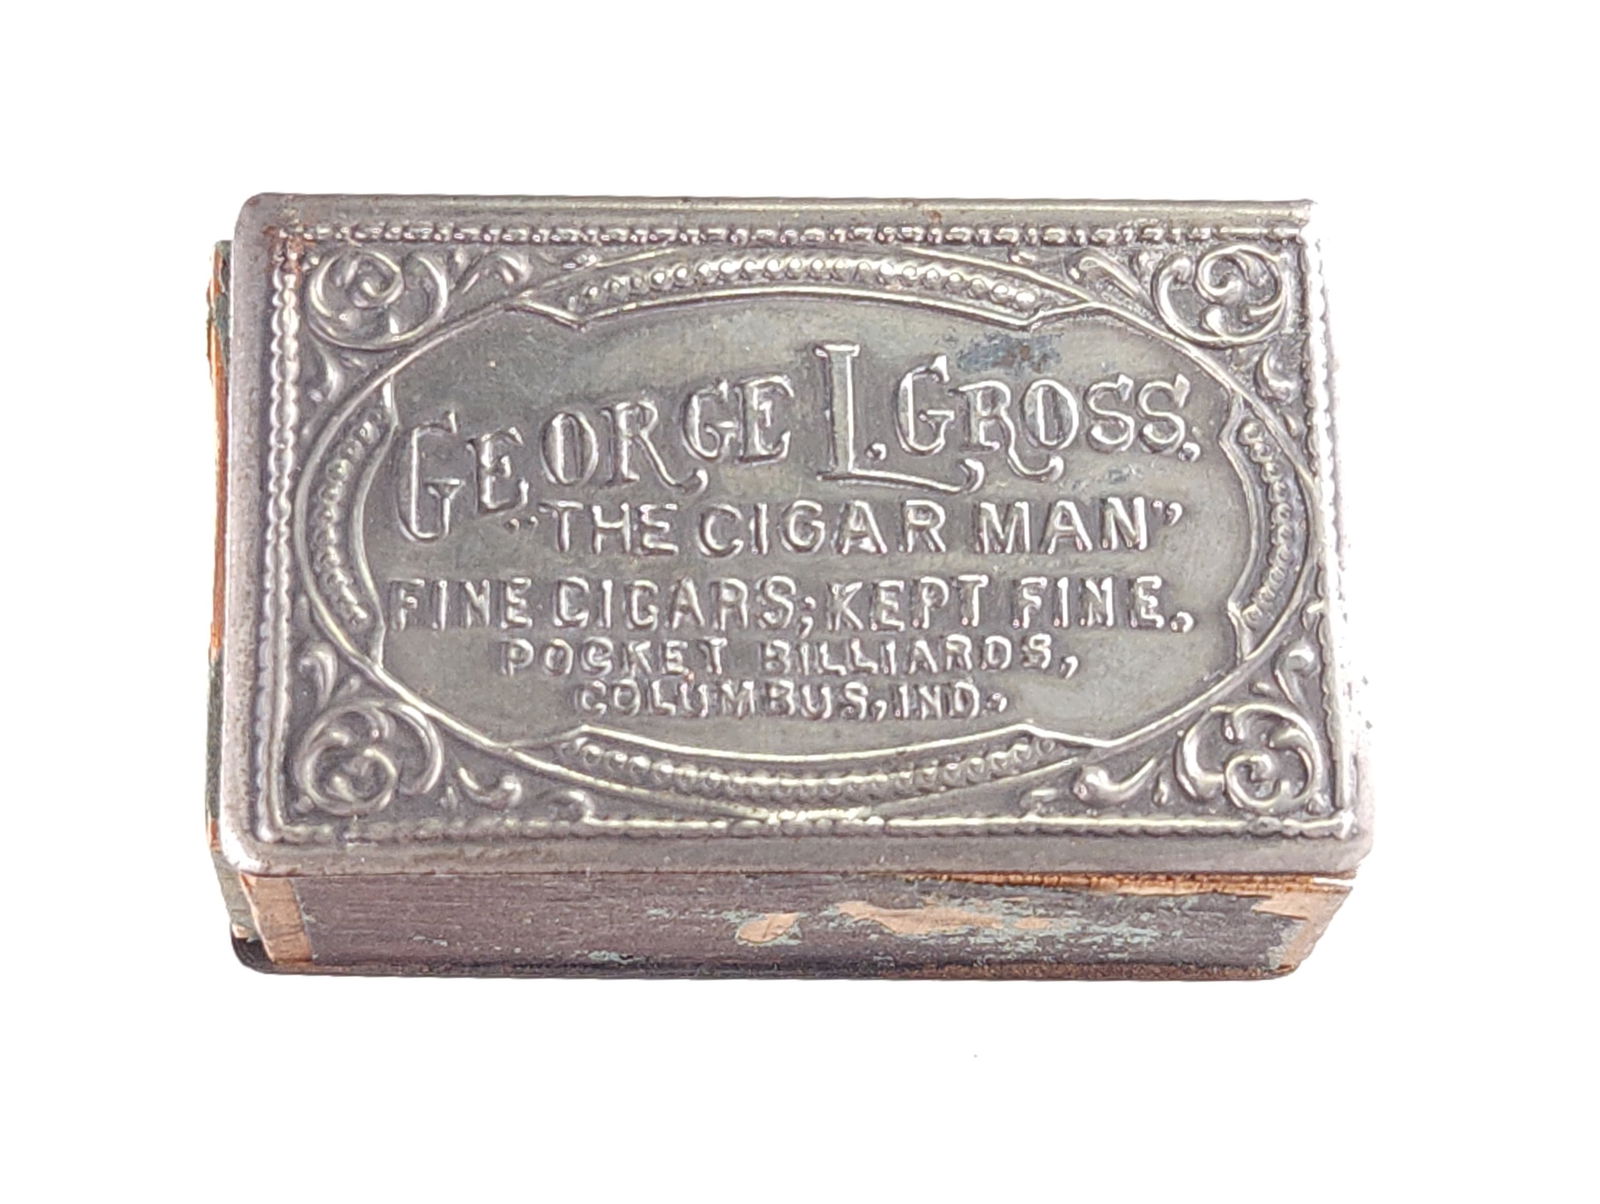 GEORGE L. GROSS.
"THE CIGAR MAN"
FINE CIGARS; KEPT FINE.
POCKET BILLIARDS,
COLUMBUS, IND.